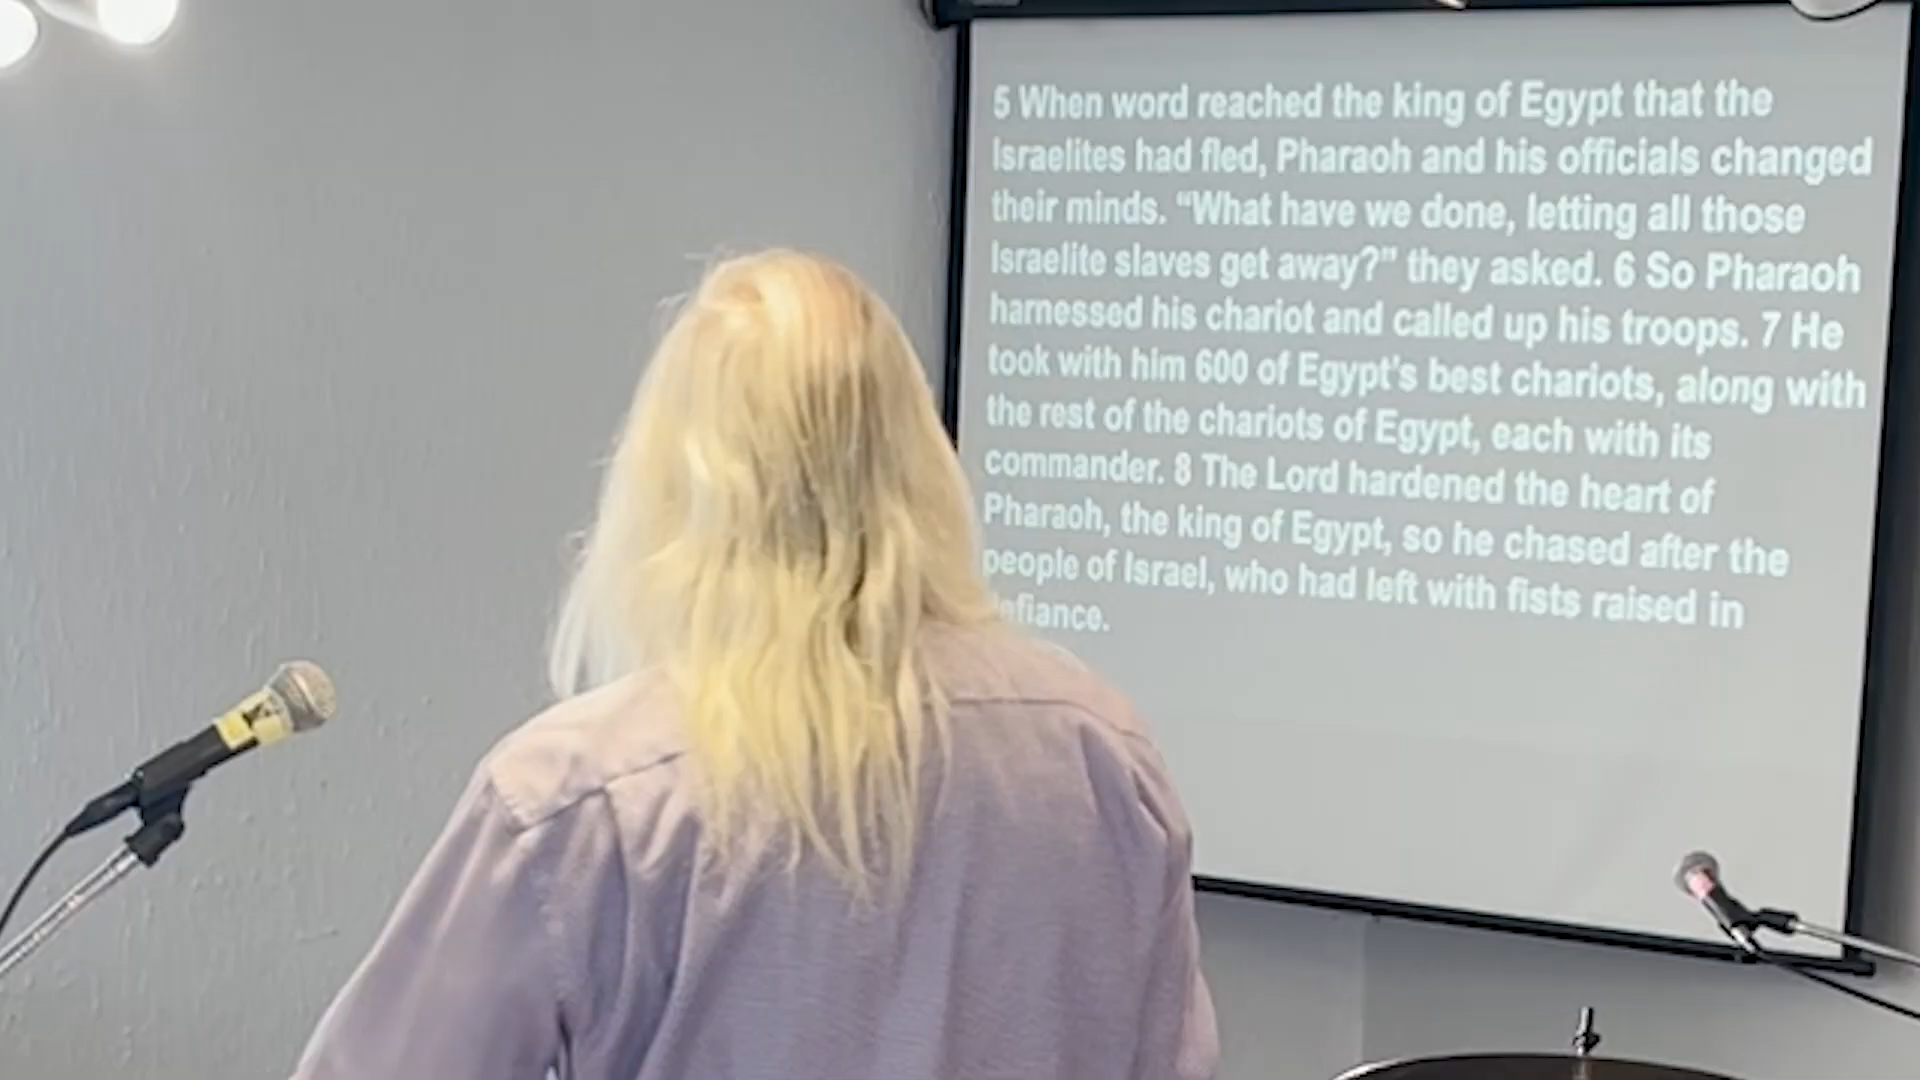 5 When word reached the king of Egypt that the
Israelites had fled, Pharaoh and his officials changed
their minds. “What have we done, letting all those
Israelite slaves get away?” they asked. 6 So Pharaoh
harnessed his chariot and called up his troops. 7 He
took with him 600 of Egypt’s best chariots, along with
the rest of the chariots of Egypt, each with its
commander. 8 The Lord hardened the heart of
Pharaoh, the king of Egypt, so he chased after the
people of Israel, who had left with fists raised in
defiance.